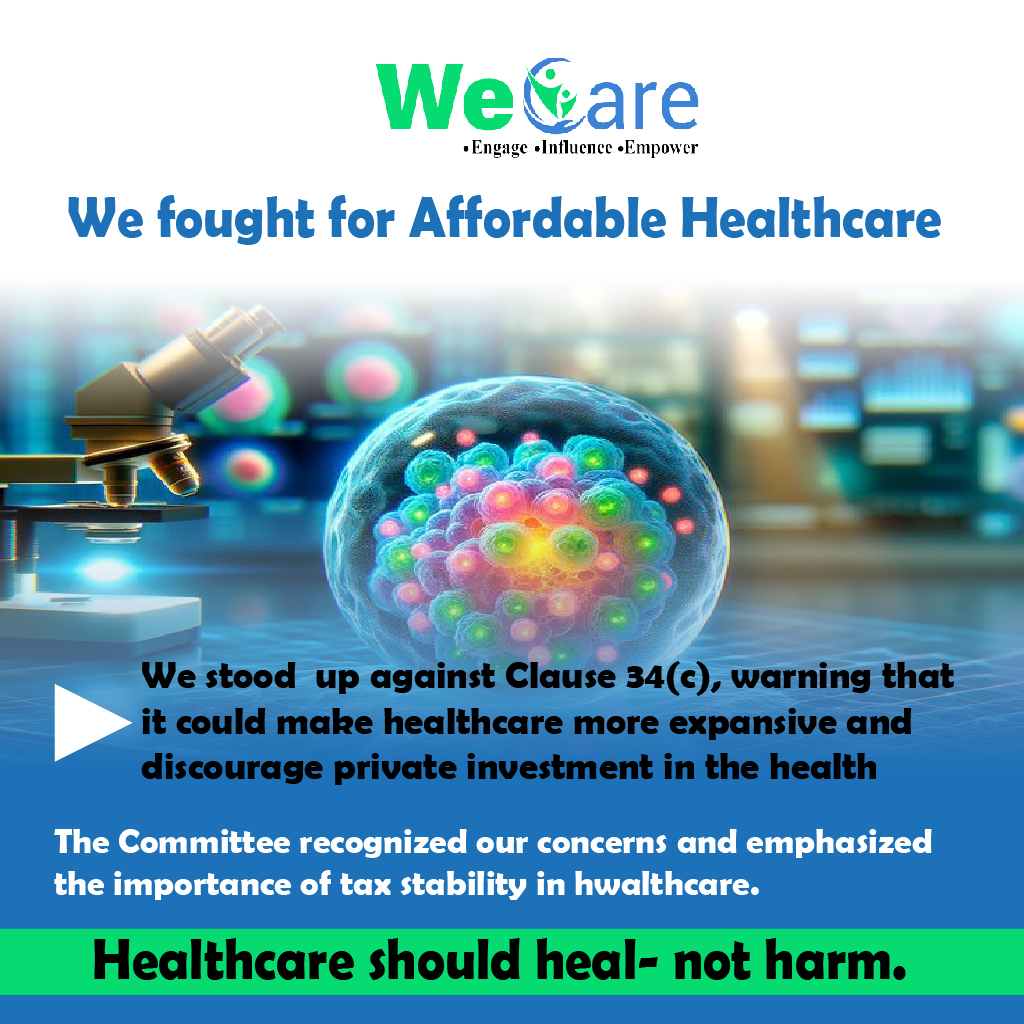 WeCare
•Engage •Influence •Empower
We fought for Affordable Healthcare
We stood up against Clause 34(c), warning that
it could make healthcare more expansive and
discourage private investment in the health
The Committee recognized our concerns and emphasized
the importance of tax stability in hwalthcare.
Healthcare should heal- not harm.